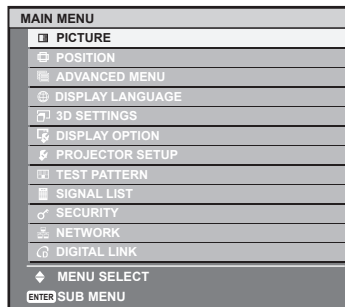 MAIN MENU
PICTURE
POSITION
ADVANCED MENU
DISPLAY LANGUAGE
3D SETTINGS
DISPLAY OPTION
PROJECTOR SETUP
TEST PATTERN
SIGNAL LIST
SECURITY
NETWORK
DIGITAL LINK
MENU SELECT
ENTER SUB MENU